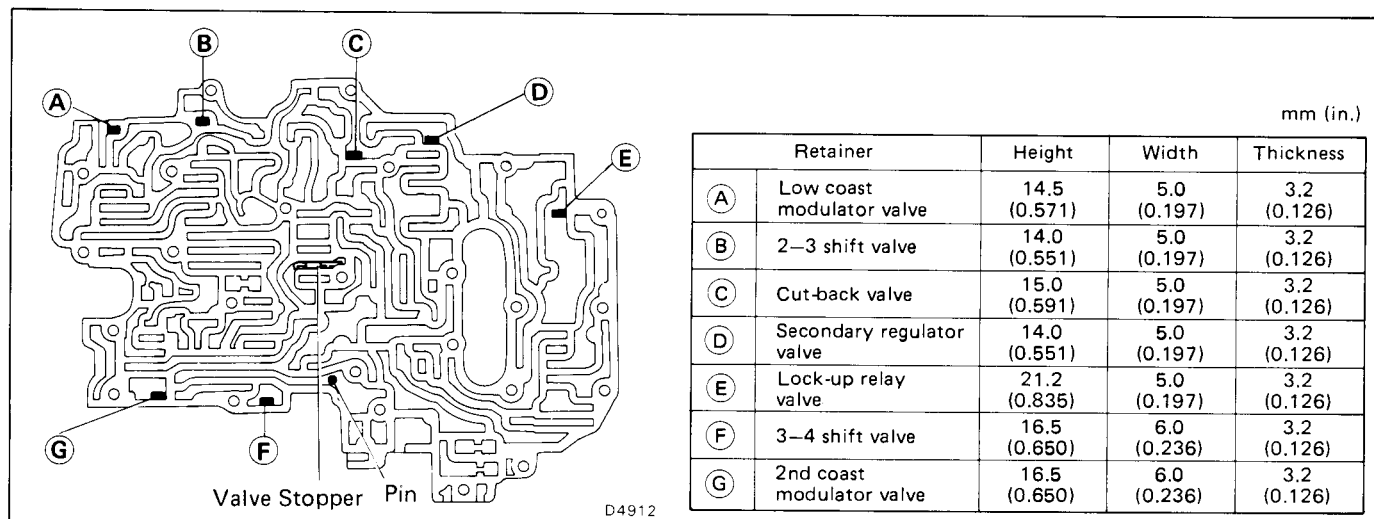 A
B
C
D
E
G
F
Valve Stopper
Pin
D4912
mm (in.)
Retainer Height Width Thickness
A Low coast modulator valve 14.5 (0.571) 5.0 (0.197) 3.2 (0.126)
B 2–3 shift valve 14.0 (0.551) 5.0 (0.197) 3.2 (0.126)
C Cut-back valve 15.0 (0.591) 5.0 (0.197) 3.2 (0.126)
D Secondary regulator valve 14.0 (0.551) 5.0 (0.197) 3.2 (0.126)
E Lock-up relay valve 21.2 (0.835) 5.0 (0.197) 3.2 (0.126)
F 3–4 shift valve 16.5 (0.650) 6.0 (0.236) 3.2 (0.126)
G 2nd coast modulator valve 16.5 (0.650) 6.0 (0.236) 3.2 (0.126)